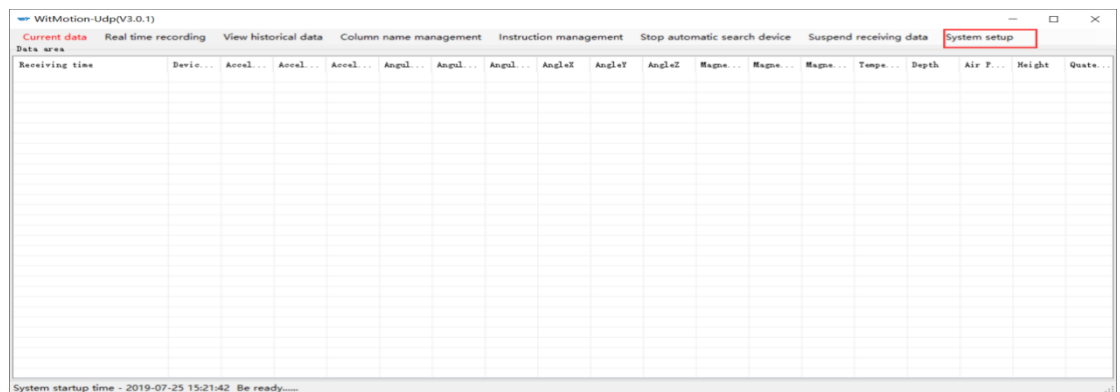 WitMotion-Udp(V3.0.1)
Current data Real time recording View historical data Column name management Instruction management Stop automatic search device Suspend receiving data System setup
Data area
Receiving time Devic... Accel... Accel... Accel... Angul... Angul... Angul... AngleX AngleY AngleZ Magne... Magne... Magne... Tempe... Depth Air P... Height Quate...
System startup time - 2019-07-25 15:21:42 Be ready......